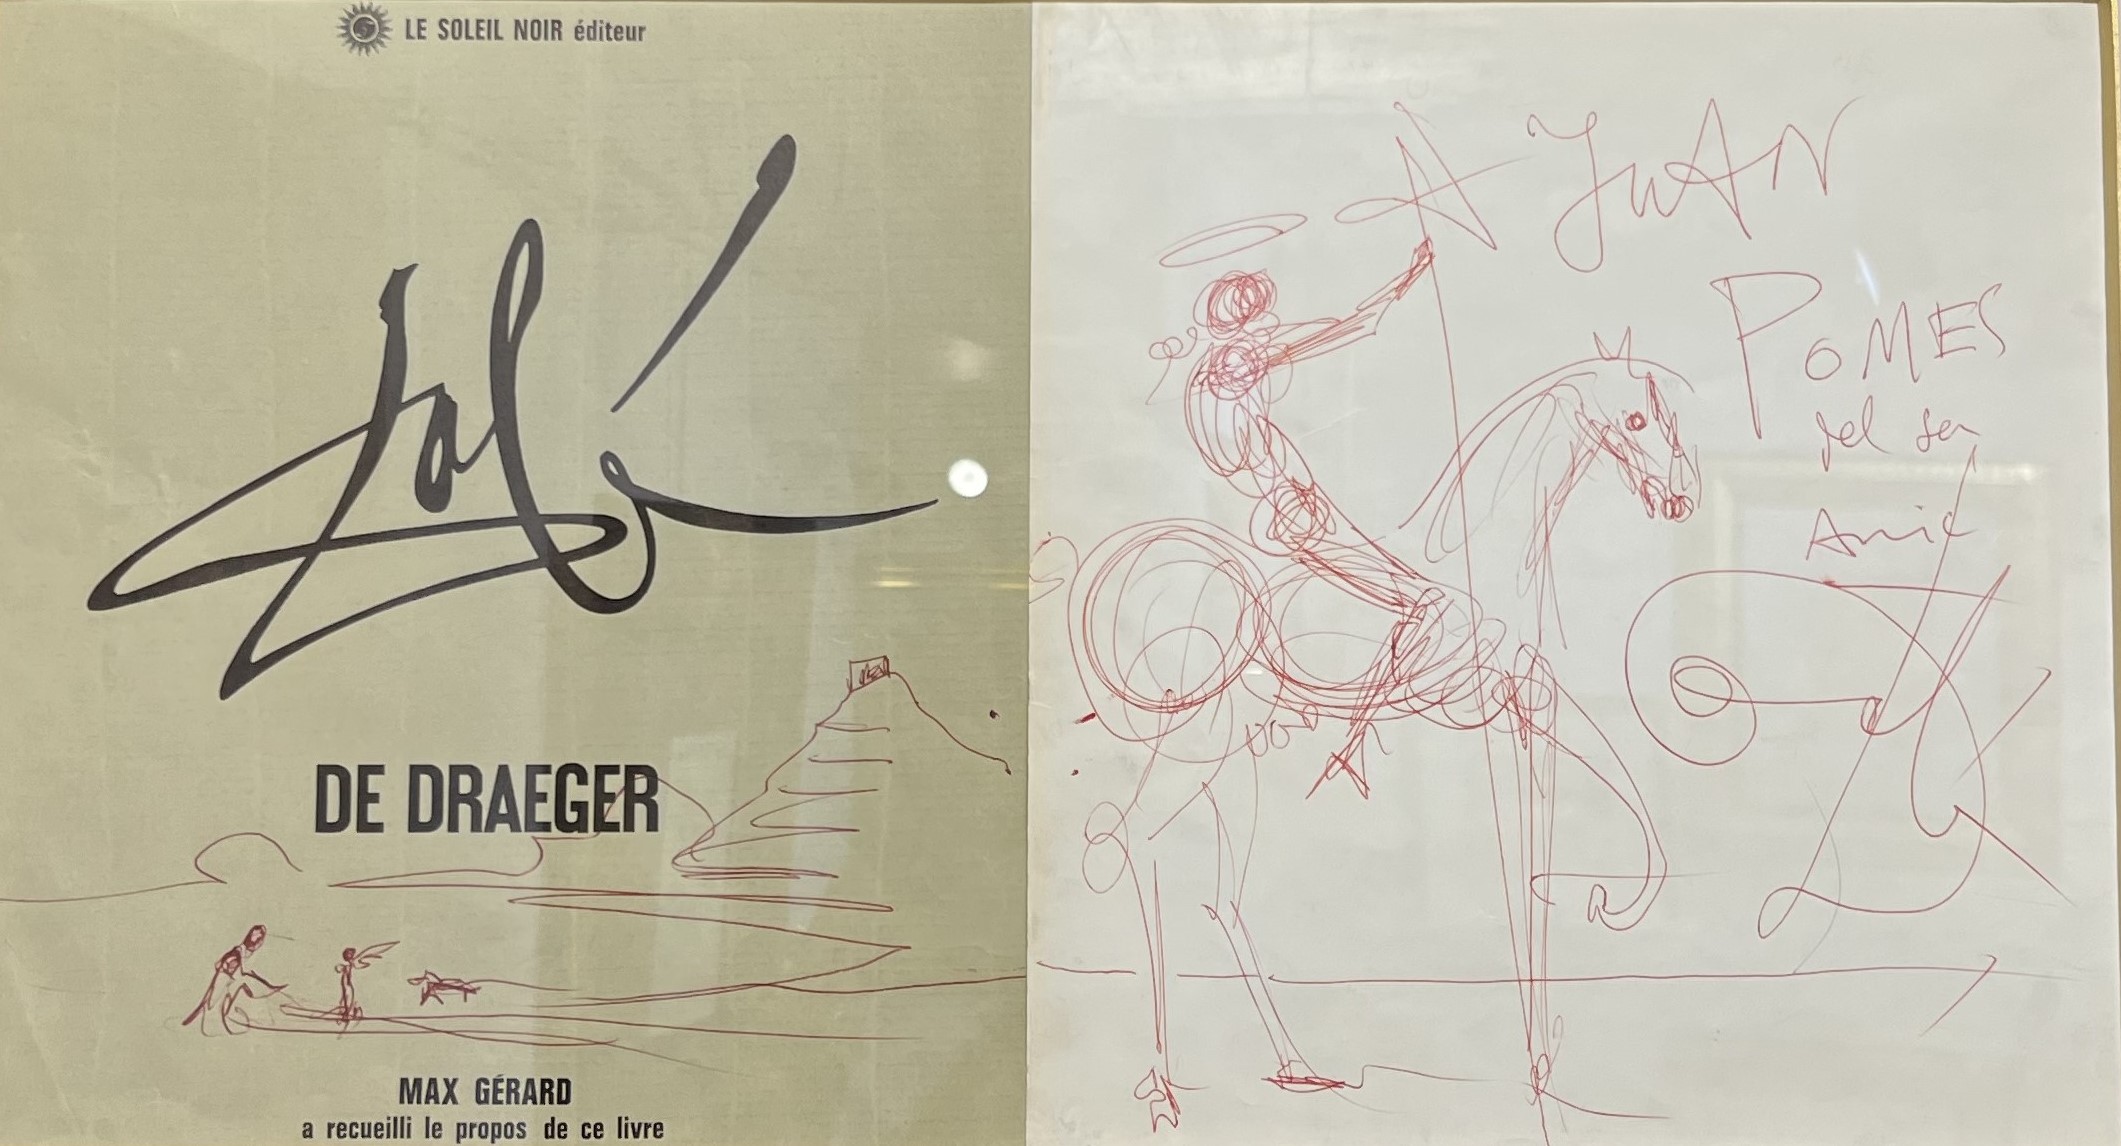 LE SOLEIL NOIR éditeur
Dalí
DE DRAEGER
MAX GÉRARD
a recueilli le propos de ce livre
A JUAN
POMES
del seu
Amic